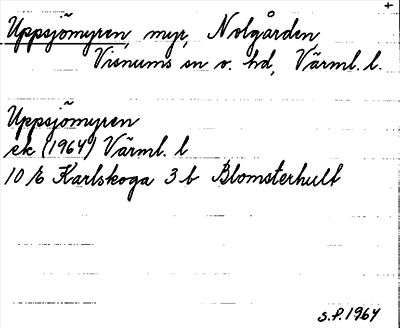 +
Uppsjömyren, myr, Nolgården
Visnums sn o. hd, Värml. l.
Uppsjömyren
ek (1964) Värml. l
10 E Karlskoga 3 b Blomsterhult
S.P. 1964